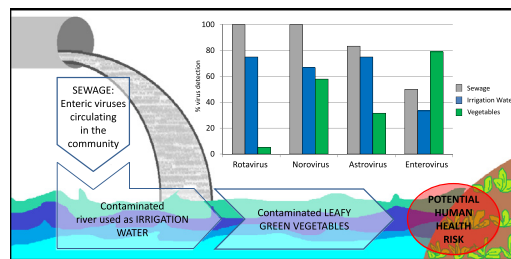 SEWAGE:
Enteric viruses
circulating
in the
community
% virus detection
100
80
60
40
20
0
Rotavirus
Norovirus
Astrovirus
Enterovirus
Sewage
Irrigation Wate
Vegetables
Contaminated
river used as IRRIGATION
WATER
Contaminated LEAFY
GREEN VEGETABLES
POTENTIAL
HUMAN
HEALTH
RISK